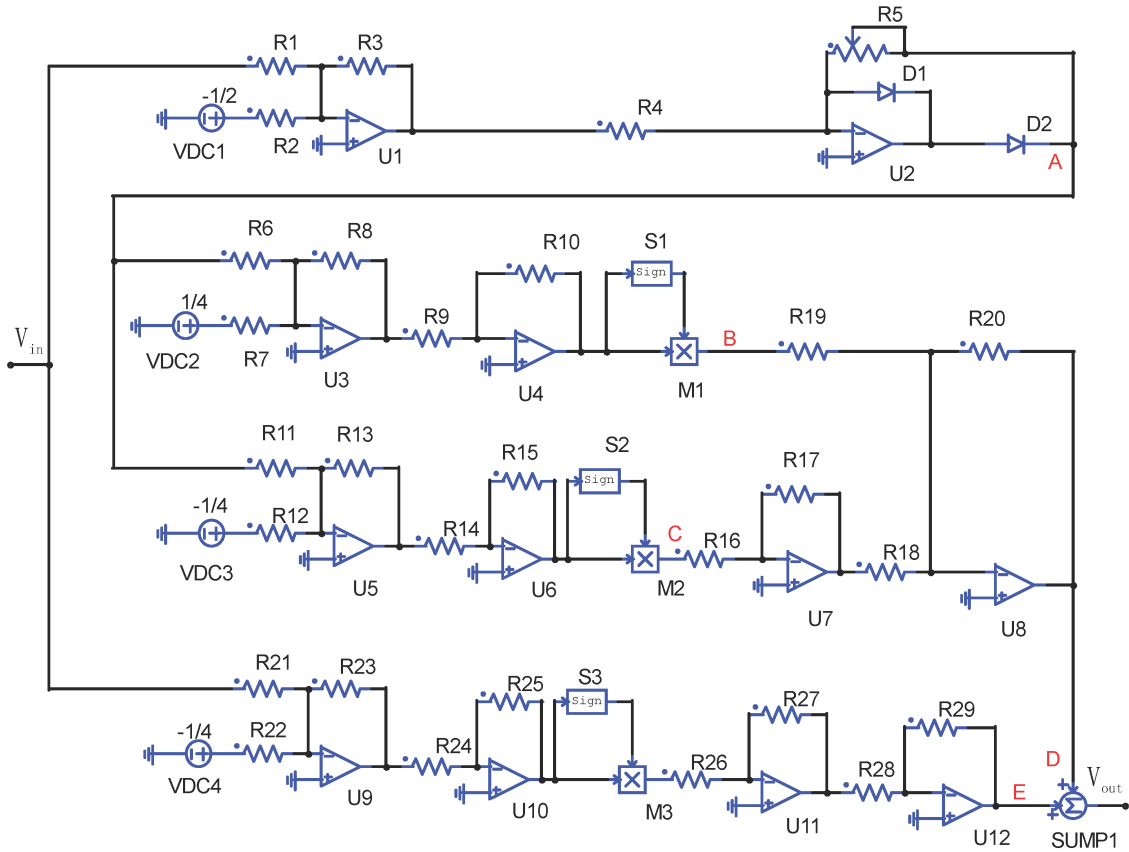 R5
R1
R3
D1
-1/2
R4
D2
VDC1
R2
U1
U2
A
R6
R8
R10
S1
Sign
1/4
R9
R19
R20
B
V_in
VDC2
R7
U3
U4
M1
R11
R13
R15
S2
Sign
R17
-1/4
R12
R14
C
R16
R18
VDC3
U5
U6
M2
U7
U8
R21
R23
R25
S3
Sign
R27
R29
-1/4
R22
R24
R26
R28
D
V_out
E
VDC4
U9
U10
M3
U11
U12
SUMP1